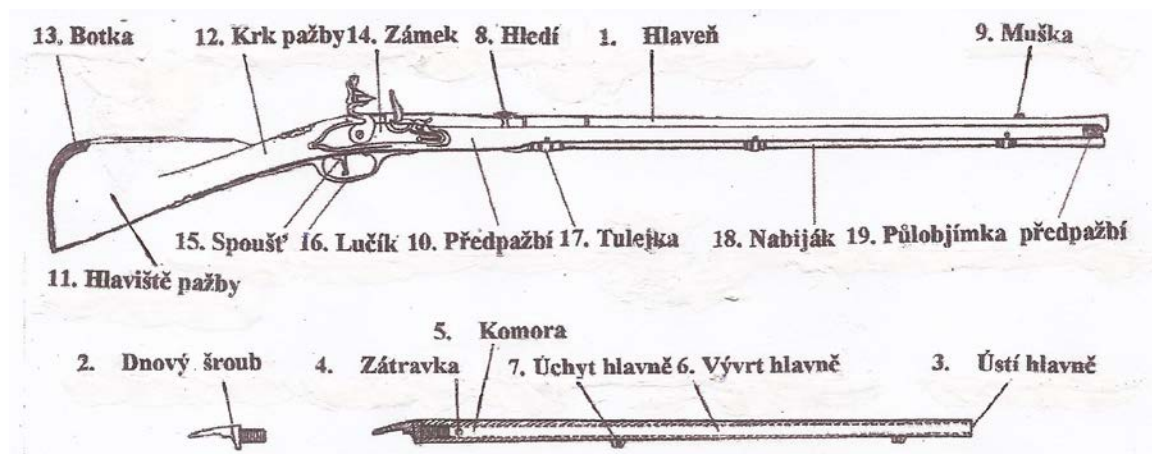 13. Botka 12. Krk pažby 14. Zámek 8. Hledí 1. Hlaveň 9. Muška
15. Spoušť 16. Lučík 10. Předpažbí 17. Tulejka 18. Nabiják 19. Půlobjímka předpažbí
11. Hlaviště pažby
5. Komora
2. Dnový šroub 4. Zátravka 7. Úchyt hlavně 6. Vývrt hlavně 3. Ústí hlavně